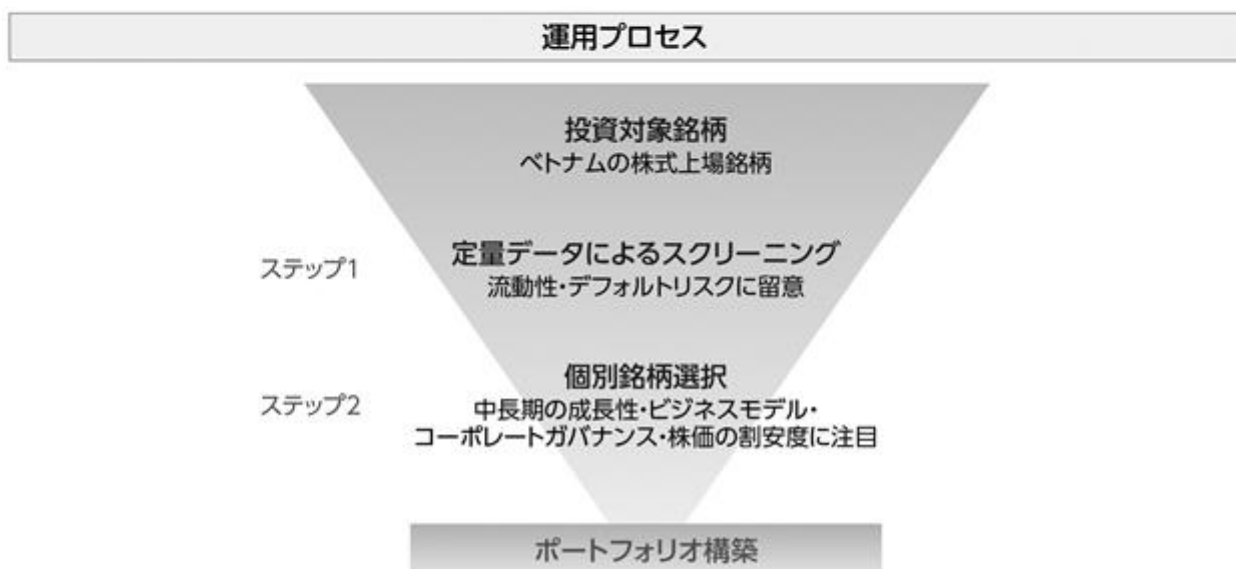 運用プロセス
投資対象銘柄
ベトナムの株式上場銘柄
ステップ1
定量データによるスクリーニング
流動性・デフォルトリスクに留意
ステップ2
個別銘柄選択
中長期の成長性・ビジネスモデル・
コーポレートガバナンス・株価の割安度に注目
ポートフォリオ構築